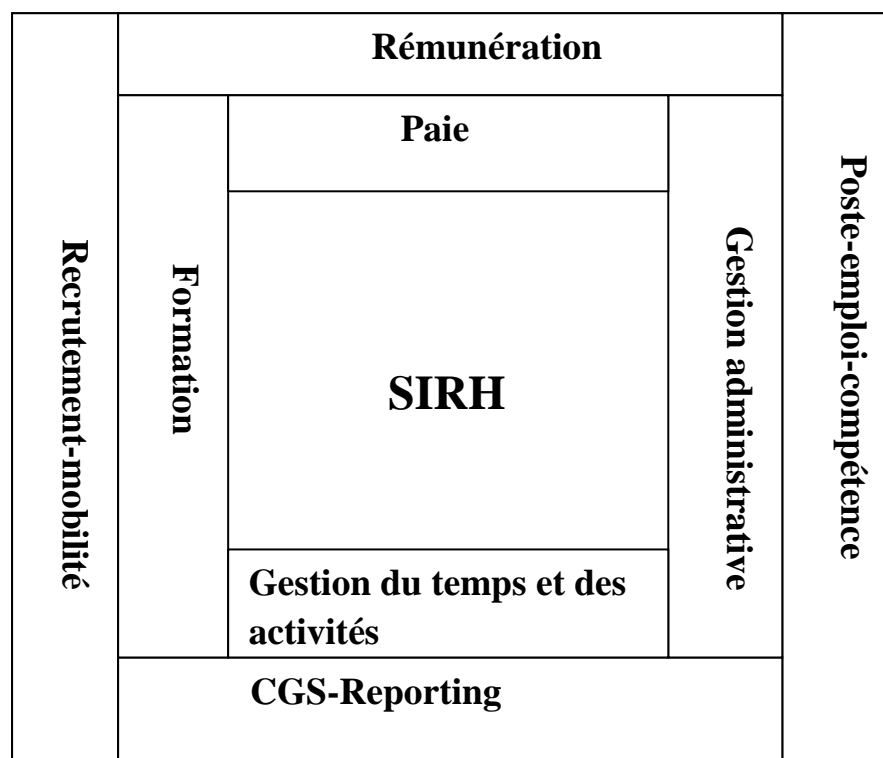 Rémunération
Paie
Recrutement-mobilité
Formation
SIRH
Gestion administrative
Poste-emploi-compétence
Gestion du temps et des
activités
CGS-Reporting